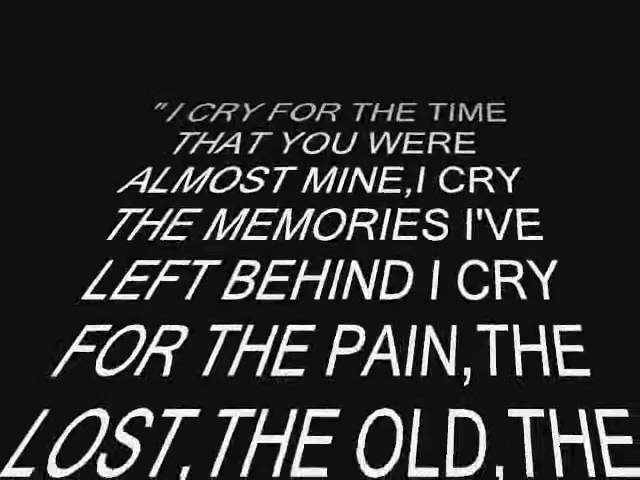 "I CRY FOR THE TIME
THAT YOU WERE
ALMOST MINE,I CRY
THE MEMORIES I'VE
LEFT BEHIND I CRY
FOR THE PAIN,THE
LOST,THE OLD,THE